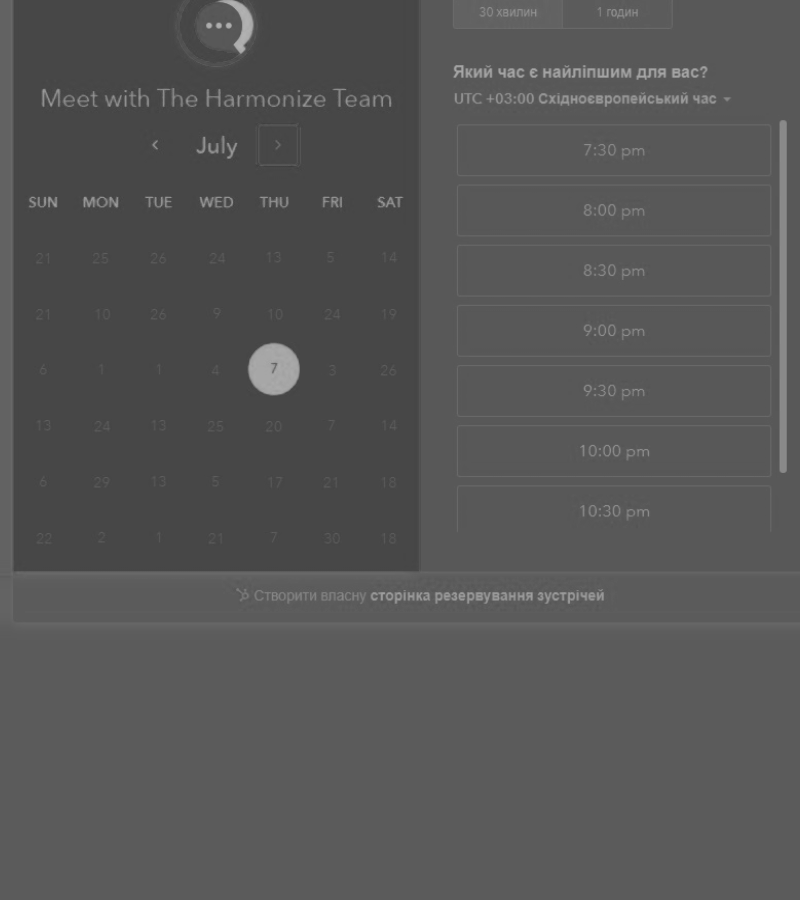 30 хвилин 1 годин
Meet with The Harmonize Team
July
Який час є найліпшим для вас?
UTC +03:00 Східноєвропейський час
SUN MON TUE WED THU FRI SAT
21 25 26 24 13 5 14
21 10 26 9 10 24 19
6 1 1 4 7 3 26
13 24 13 25 20 7 14
6 29 13 5 17 21 18
22 2 1 21 7 30 18
7:30 pm
8:00 pm
8:30 pm
9:00 pm
9:30 pm
10:00 pm
10:30 pm
Створити власну сторінка резервування зустрічей